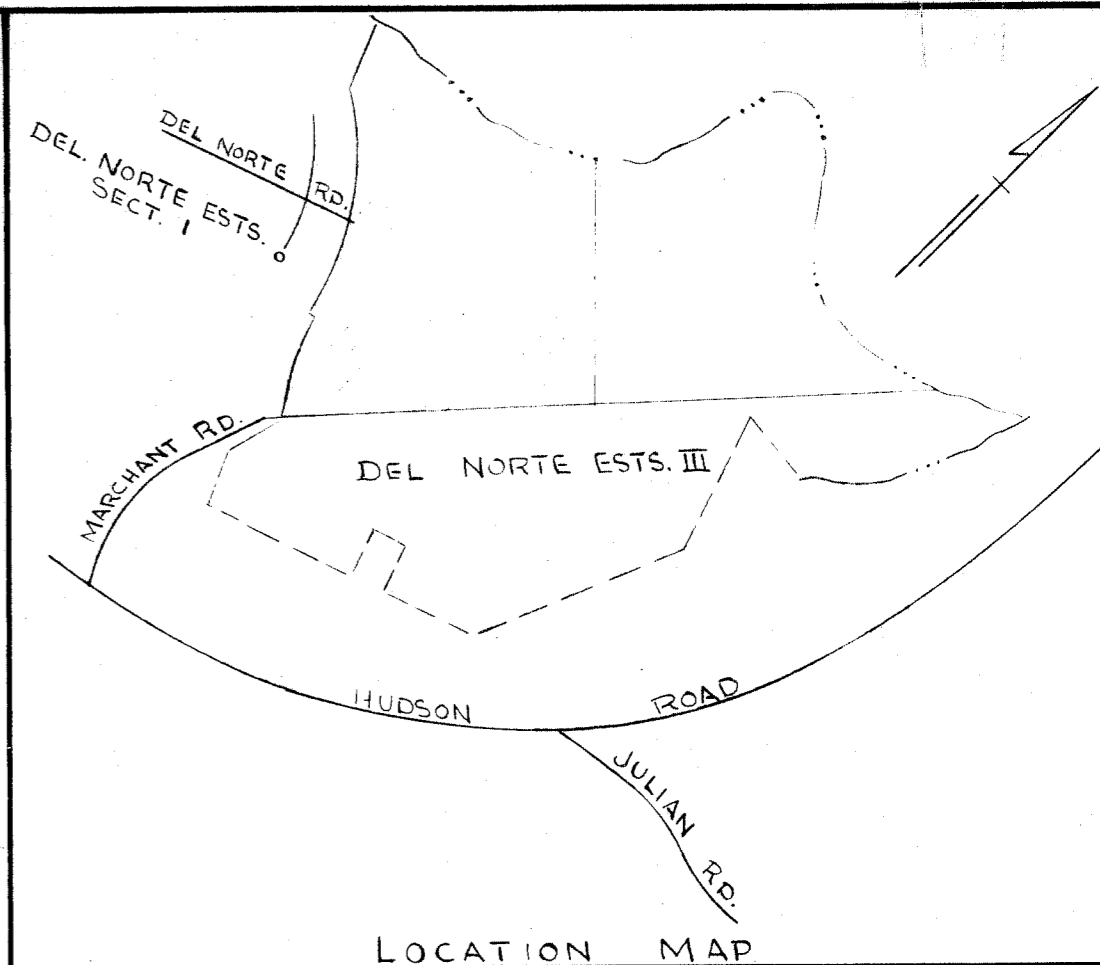 DEL NORTE RD.
DEL. NORTE ESTS.
SECT. 1
MARCHANT RD.
DEL NORTE ESTS. III
HUDSON ROAD
JULIAN RD.
LOCATION MAP